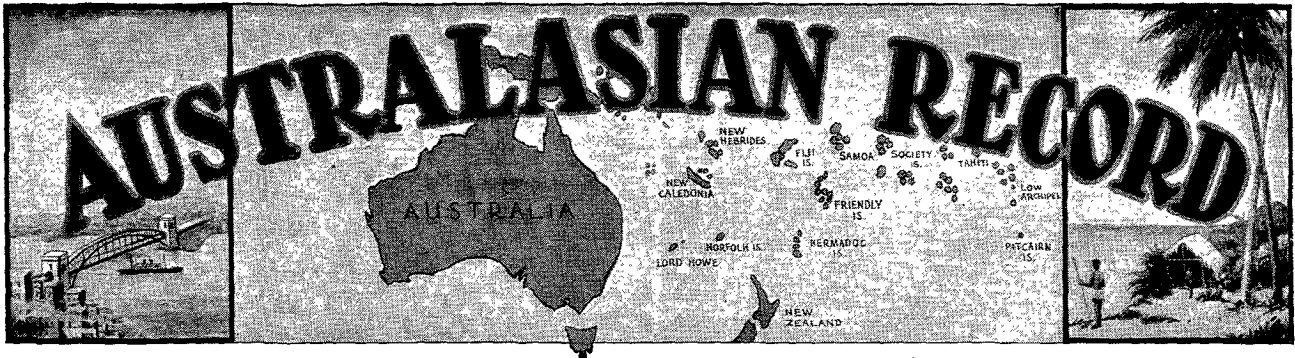 AUSTRALASIAN RECORD
NEW
HEBRIDES
FIJI
IS.
SAMOA
SOCIETY
IS.
TAHITI
LOW
ARCHIPEL
NEW
CALEDONIA
FRIENDLY
IS.
AUSTRALIA
NORFOLK IS.
LORD HOWE
KERMADEC
IS.
PITCAIRN
IS.
NEW
ZEALAND